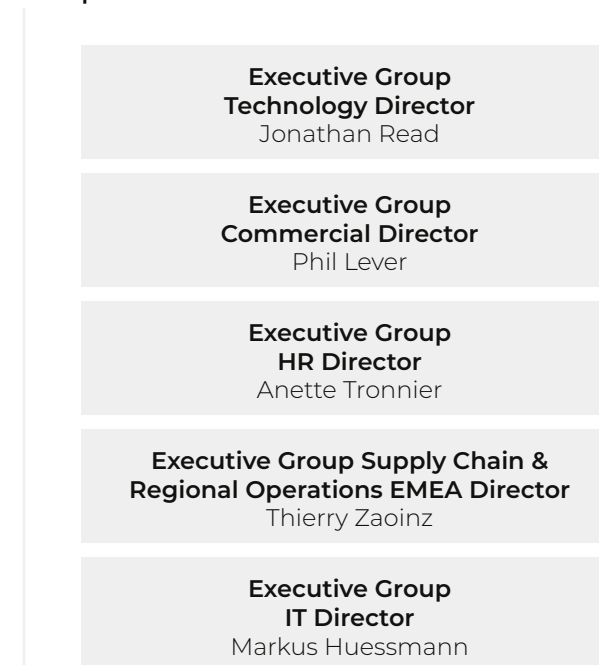 Executive Group
Technology Director
Jonathan Read
Executive Group
Commercial Director
Phil Lever
Executive Group
HR Director
Anette Tronnier
Executive Group Supply Chain &
Regional Operations EMEA Director
Thierry Zaoinz
Executive Group
IT Director
Markus Huessmann